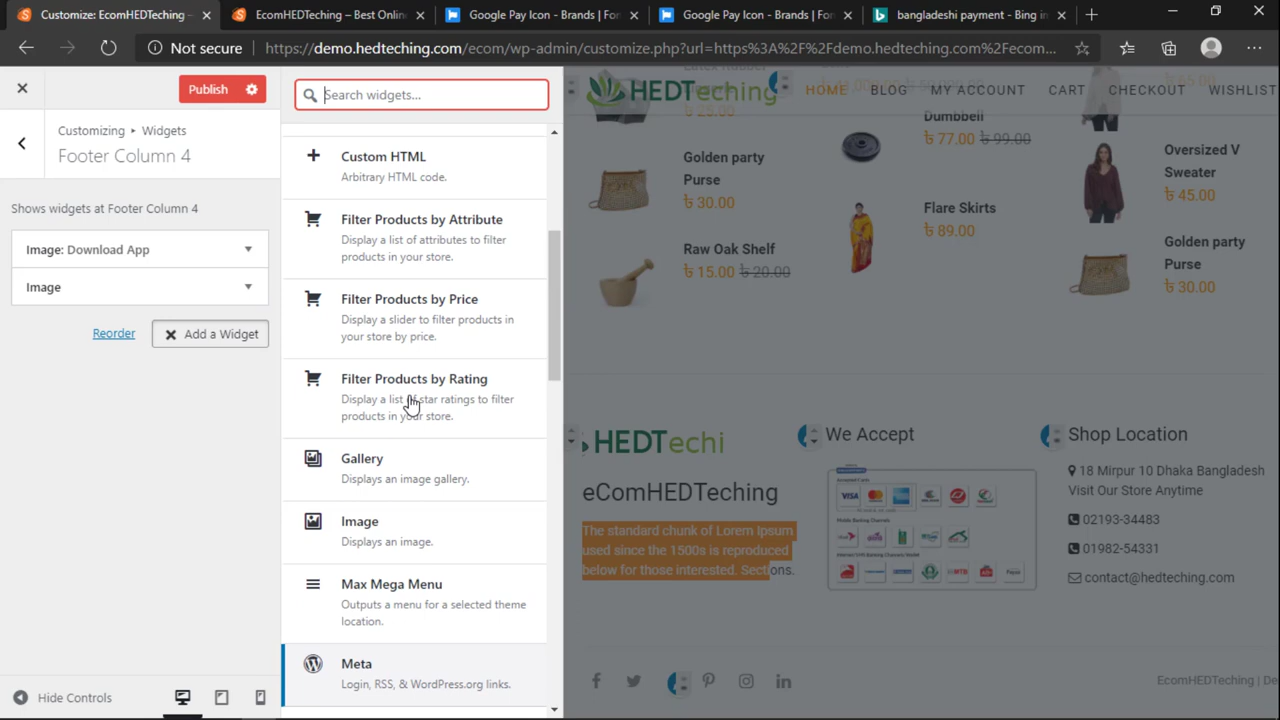 Customize: EcomHEDTeching –
EcomHEDTeching – Best Onlin
Google Pay Icon - Brands | Fon
Google Pay Icon - Brands | Fon
bangladeshi payment - Bing in
Not secure
https://demo.hedteching.com/ecom/wp-admin/customize.php?url=https%3A%2F%2Fdemo.hedteching.com%2Fecom...
Publish
Customizing ▸ Widgets
Footer Column 4
Shows widgets at Footer Column 4
Image: Download App
Image
Reorder
Add a Widget
Hide Controls
Search widgets...
Custom HTML
Arbitrary HTML code.
Filter Products by Attribute
Display a list of attributes to filter
products in your store.
Filter Products by Price
Display a slider to filter products in
your store by price.
Filter Products by Rating
Display a list of star ratings to filter
products in your store.
Gallery
Displays an image gallery.
Image
Displays an image.
Max Mega Menu
Outputs a menu for a selected theme
location.
Meta
Login, RSS, & WordPress.org links.
HEDTeching
HOME BLOG MY ACCOUNT CART CHECKOUT WISHLIST
৳ 25.00
Golden party
Purse
৳ 30.00
Raw Oak Shelf
৳ 15.00 ৳ 20.00
Dumbbell
৳ 77.00 ৳ 99.00
Flare Skirts
৳ 89.00
৳ 65.00
Oversized V
Sweater
৳ 45.00
Golden party
Purse
৳ 30.00
HEDTechi
eComHEDTeching
The standard chunk of Lorem Ipsum
used since the 1500s is reproduced
below for those interested. Sections.
We Accept
VISA
Shop Location
18 Mirpur 10 Dhaka Bangladesh
Visit Our Store Anytime
02193-34483
01982-54331
contact@hedteching.com
EcomHEDTeching | De